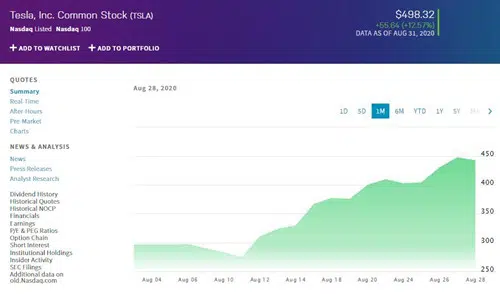 Tesla, Inc. Common Stock (TSLA)
Nasdaq Listed Nasdaq 100
+ ADD TO WATCHLIST + ADD TO PORTFOLIO
$498.32
+55.64 (+12.57%)
DATA AS OF AUG 31, 2020
QUOTES
Summary
Real-Time
After-Hours
Pre-Market
Charts
NEWS & ANALYSIS
News
Press Releases
Analyst Research
Dividend History
Historical Quotes
Historical NOCP
Financials
Earnings
P/E & PEG Ratios
Option Chain
Short Interest
Institutional Holdings
Insider Activity
SEC Filings
Additional data on
old.Nasdaq.com
Aug 28, 2020
1D 5D 1M 6M YTD 1Y 5Y
450
400
350
300
250
Aug 04 Aug 06 Aug 10 Aug 12 Aug 14 Aug 18 Aug 20 Aug 24 Aug 26 Aug 28